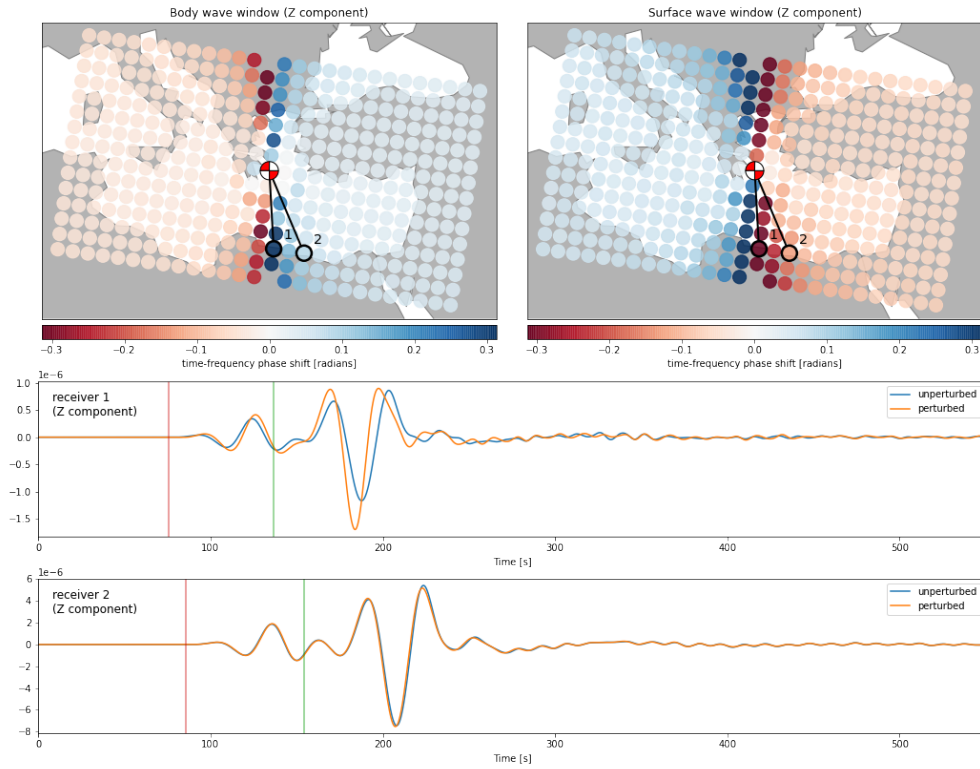 Body wave window (Z component)
Surface wave window (Z component)
1
2
1
2
−0.3 −0.2 −0.1 0.0 0.1 0.2 0.3
time-frequency phase shift [radians]
−0.3 −0.2 −0.1 0.0 0.1 0.2 0.3
time-frequency phase shift [radians]
1e−6
receiver 1
(Z component)
unperturbed
perturbed
1.0
0.5
0.0
−0.5
−1.0
−1.5
0 100 200 300 400 500
Time [s]
1e−6
receiver 2
(Z component)
unperturbed
perturbed
6
4
2
0
−2
−4
−6
−8
0 100 200 300 400 500
Time [s]